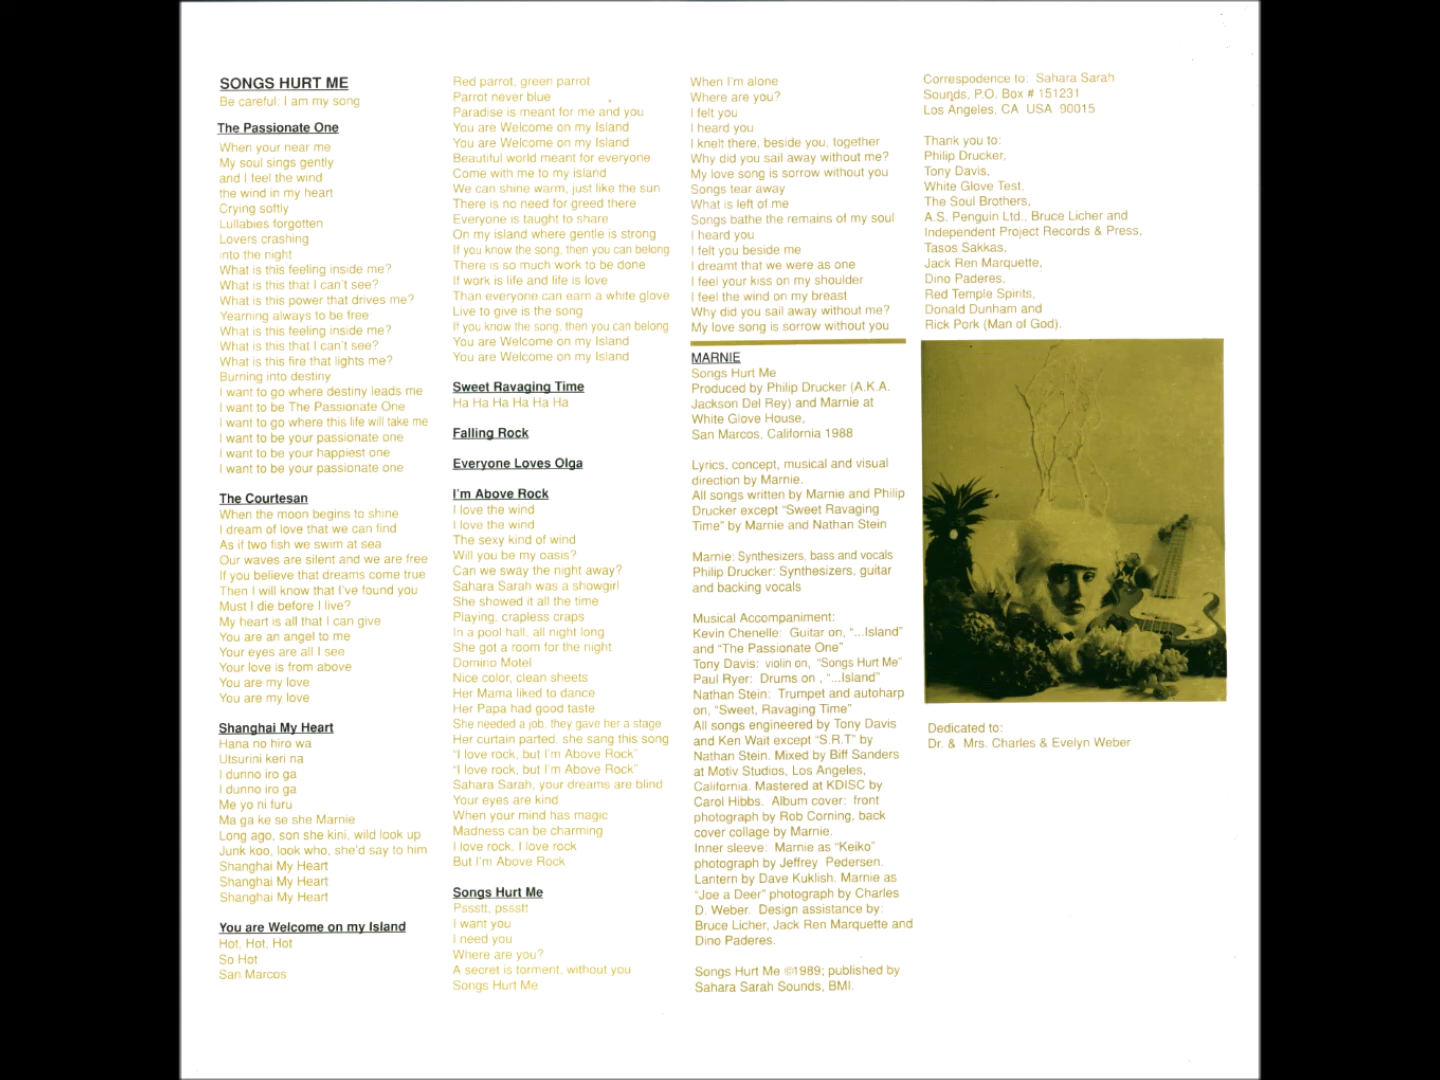 SONGS HURT ME
Be careful: I am my song
The Passionate One
When your near me
My soul sings gently
and I feel the wind
the wind in my heart
Crying softly
Lullabies forgotten
Lovers crashing
into the night
What is this feeling inside me?
What is this that I can't see?
What is this power that drives me?
Yearning always to be free
What is this feeling inside me?
What is this that I can't see?
What is this fire that lights me?
Burning into destiny
I want to go where destiny leads me
I want to be The Passionate One
I want to go where this life will take me
I want to be your passionate one
I want to be your happiest one
I want to be your passionate one
The Courtesan
When the moon begins to shine
I dream of love that we can find
As if two fish we swim at sea
Our waves are silent and we are free
If you believe that dreams come true
Then I will know that I've found you
Must I die before I live?
My heart is all that I can give
You are an angel to me
Your eyes are all I see
Your love is from above
You are my love
You are my love
Shanghai My Heart
Hana no hiro wa
Utsurini keri na
I dunno iro ga
I dunno iro ga
Me yo ni furu
Ma ga ke se she Marnie
Long ago, son she kini, wild look up
Junk koo, look who, she'd say to him
Shanghai My Heart
Shanghai My Heart
Shanghai My Heart
You are Welcome on my Island
Hot, Hot, Hot
So Hot
San Marcos
Red parrot, green parrot
Parrot never blue
Paradise is meant for me and you
You are Welcome on my Island
You are Welcome on my Island
Beautiful world meant for everyone
Come with me to my island
We can shine warm, just like the sun
There is no need for greed there
Everyone is taught to share
On my island where gentle is strong
If you know the song, then you can belong
There is so much work to be done
If work is life and life is love
Than everyone can earn a white glove
Live to give is the song
If you know the song, then you can belong
You are Welcome on my Island
You are Welcome on my Island
Sweet Ravaging Time
Ha Ha Ha Ha Ha Ha
Falling Rock
Everyone Loves Olga
I'm Above Rock
I love the wind
I love the wind
The sexy kind of wind
Will you be my oasis?
Can we sway the night away?
Sahara Sarah was a showgirl
She showed it all the time
Playing, crapless craps
In a pool hall, all night long
She got a room for the night
Domino Motel
Nice color, clean sheets
Her Mama liked to dance
Her Papa had good taste
She needed a job, they gave her a stage
Her curtain parted, she sang this song
"I love rock, but I'm Above Rock"
"I love rock, but I'm Above Rock"
Sahara Sarah, your dreams are blind
Your eyes are kind
When your mind has magic
Madness can be charming
I love rock, I love rock
But I'm Above Rock
Songs Hurt Me
Pssstt, pssstt
I want you
I need you
Where are you?
A secret is torment, without you
Songs Hurt Me
When I'm alone
Where are you?
I felt you
I heard you
I knelt there, beside you, together
Why did you sail away without me?
My love song is sorrow without you
Songs tear away
What is left of me
Songs bathe the remains of my soul
I heard you
I felt you beside me
I dreamt that we were as one
I feel your kiss on my shoulder
I feel the wind on my breast
Why did you sail away without me?
My love song is sorrow without you
MARNIE
Songs Hurt Me
Produced by Philip Drucker (A.K.A.
Jackson Del Rey) and Marnie at
White Glove House,
San Marcos, California 1988
Lyrics, concept, musical and visual
direction by Marnie.
All songs written by Marnie and Philip
Drucker except "Sweet Ravaging
Time" by Marnie and Nathan Stein
Marnie: Synthesizers, bass and vocals
Philip Drucker: Synthesizers, guitar
and backing vocals
Musical Accompaniment:
Kevin Chenelle: Guitar on, "...Island"
and "The Passionate One"
Tony Davis: violin on, "Songs Hurt Me"
Paul Ryer: Drums on , "...Island"
Nathan Stein: Trumpet and autoharp
on, "Sweet, Ravaging Time"
All songs engineered by Tony Davis
and Ken Wait except "S.R.T" by
Nathan Stein. Mixed by Biff Sanders
at Motiv Studios, Los Angeles,
California. Mastered at KDISC by
Carol Hibbs. Album cover: front
photograph by Rob Corning, back
cover collage by Marnie.
Inner sleeve: Marnie as "Keiko"
photograph by Jeffrey Pedersen.
Lantern by Dave Kuklish. Marnie as
"Joe a Deer" photograph by Charles
D. Weber. Design assistance by:
Bruce Licher, Jack Ren Marquette and
Dino Paderes.
Songs Hurt Me ©1989; published by
Sahara Sarah Sounds, BMI.
Correspodence to: Sahara Sarah
Sounds, P.O. Box # 151231
Los Angeles, CA USA 90015
Thank you to:
Philip Drucker,
Tony Davis,
White Glove Test,
The Soul Brothers,
A.S. Penguin Ltd., Bruce Licher and
Independent Project Records & Press,
Tasos Sakkas,
Jack Ren Marquette,
Dino Paderes,
Red Temple Spirits,
Donald Dunham and
Rick Pork (Man of God).
Dedicated to:
Dr. & Mrs. Charles & Evelyn Weber